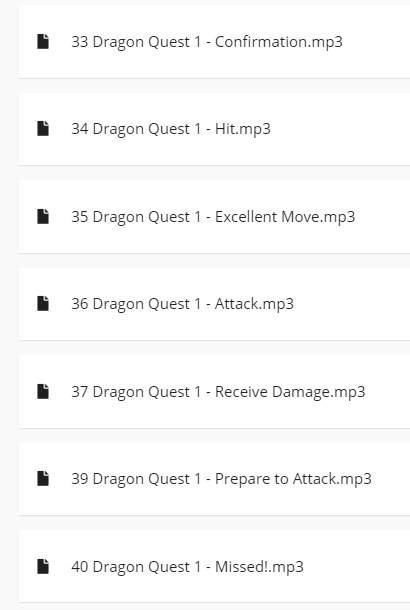 33 Dragon Quest 1 - Confirmation.mp3
34 Dragon Quest 1 - Hit.mp3
35 Dragon Quest 1 - Excellent Move.mp3
36 Dragon Quest 1 - Attack.mp3
37 Dragon Quest 1 - Receive Damage.mp3
39 Dragon Quest 1 - Prepare to Attack.mp3
40 Dragon Quest 1 - Missed!.mp3